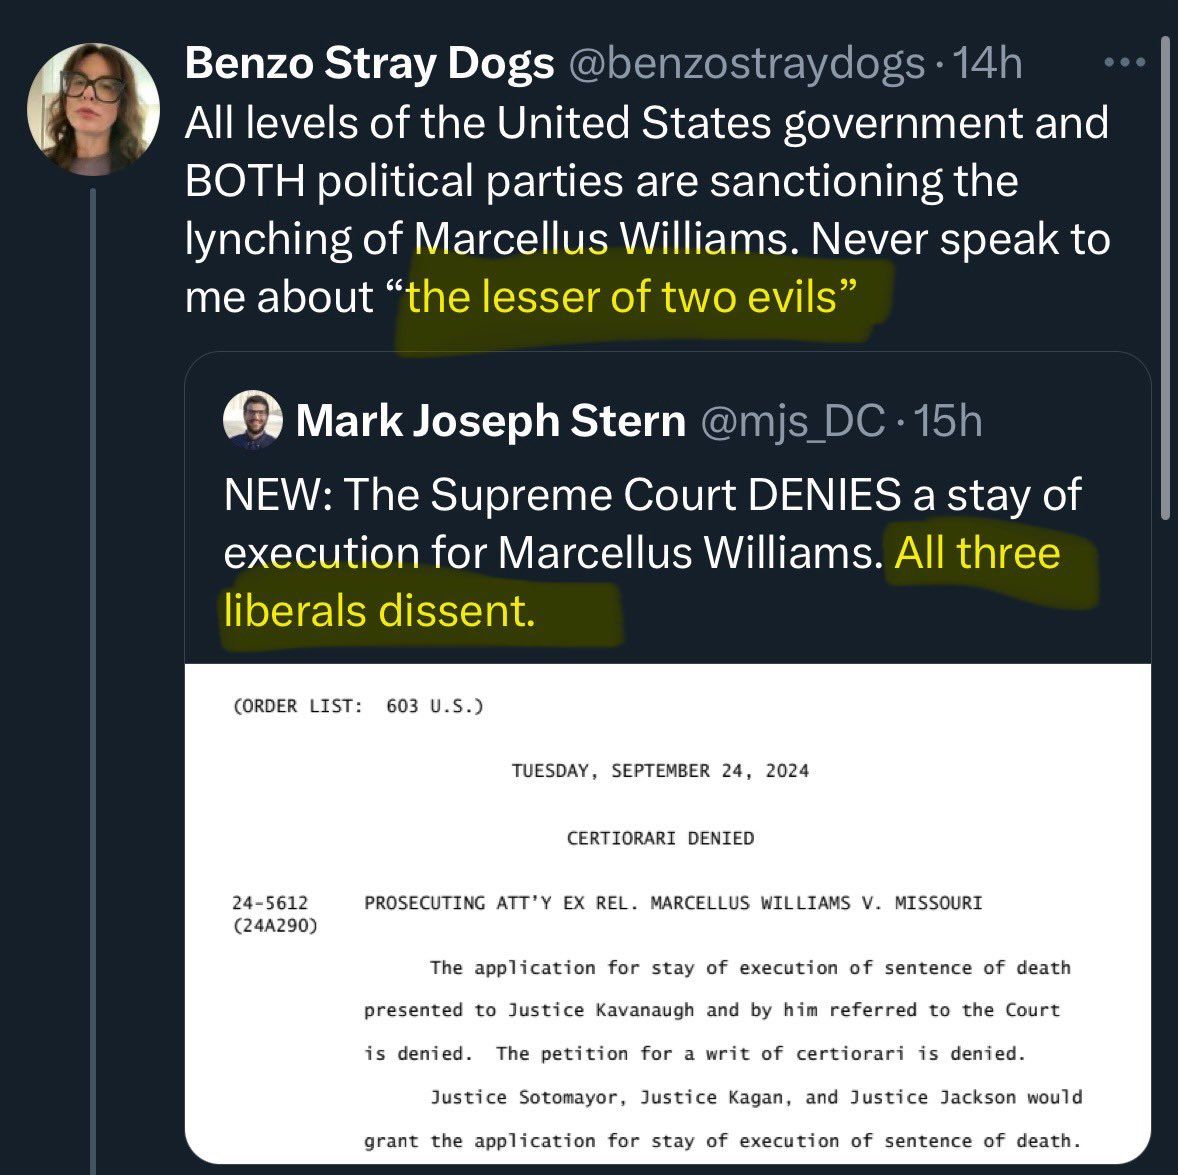 Benzo Stray Dogs @benzostraydogs · 14h ...
All levels of the United States government and
BOTH political parties are sanctioning the
lynching of Marcellus Williams. Never speak to
me about “the lesser of two evils”
Mark Joseph Stern @mjs_DC · 15h
NEW: The Supreme Court DENIES a stay of
execution for Marcellus Williams. All three
liberals dissent.
(ORDER LIST: 603 U.S.)
TUESDAY, SEPTEMBER 24, 2024
CERTIORARI DENIED
24-5612 PROSECUTING ATT'Y EX REL. MARCELLUS WILLIAMS V. MISSOURI
(24A290)
The application for stay of execution of sentence of death
presented to Justice Kavanaugh and by him referred to the Court
is denied. The petition for a writ of certiorari is denied.
Justice Sotomayor, Justice Kagan, and Justice Jackson would
grant the application for stay of execution of sentence of death.